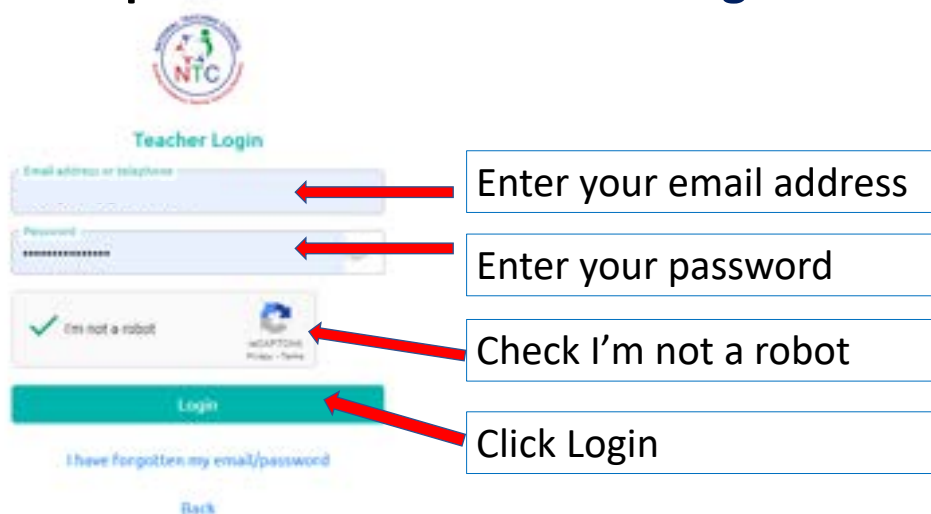 NTC
Teacher Login
Email address or telephone
Enter your email address
Password
Enter your password
I'm not a robot
reCAPTCHA
Privacy - Terms
Check I'm not a robot
Login
Click Login
I have forgotten my email/password
Back